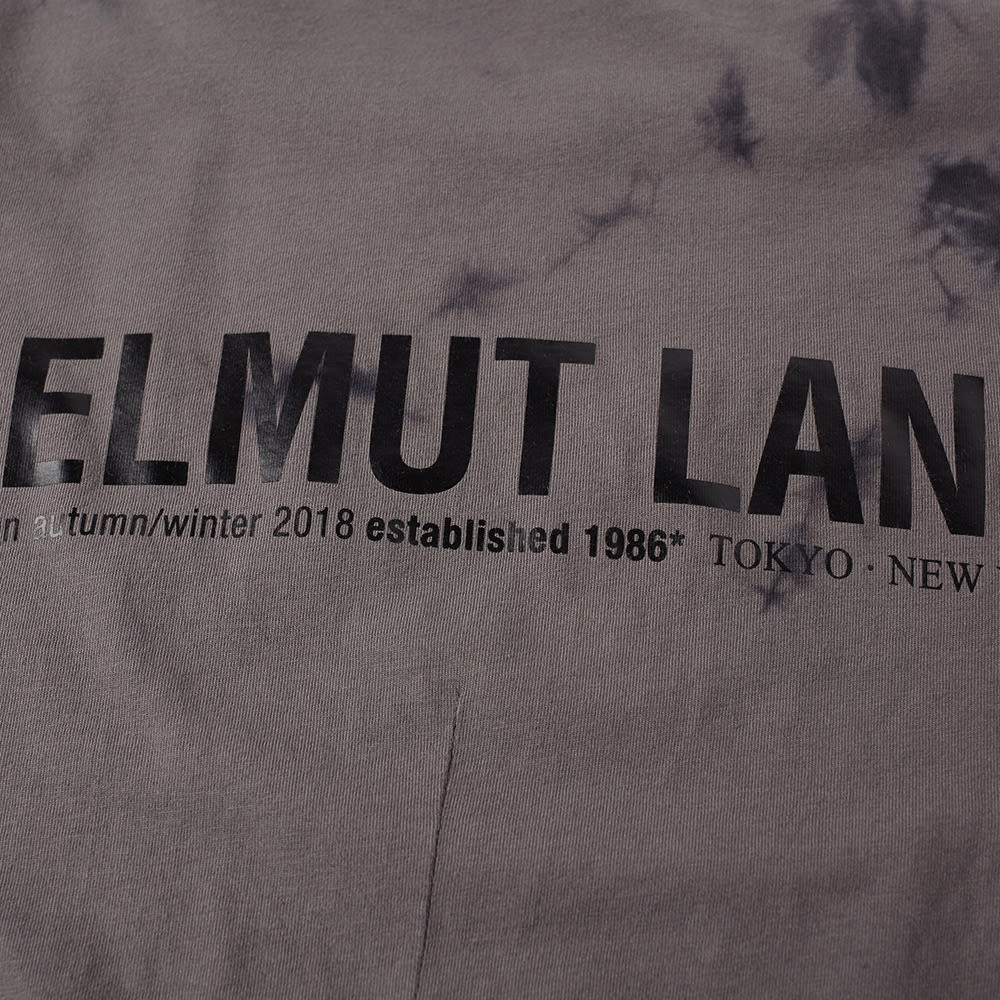 ELMUT LAN
n autumn/winter 2018 established 1986* TOKYO · NEW